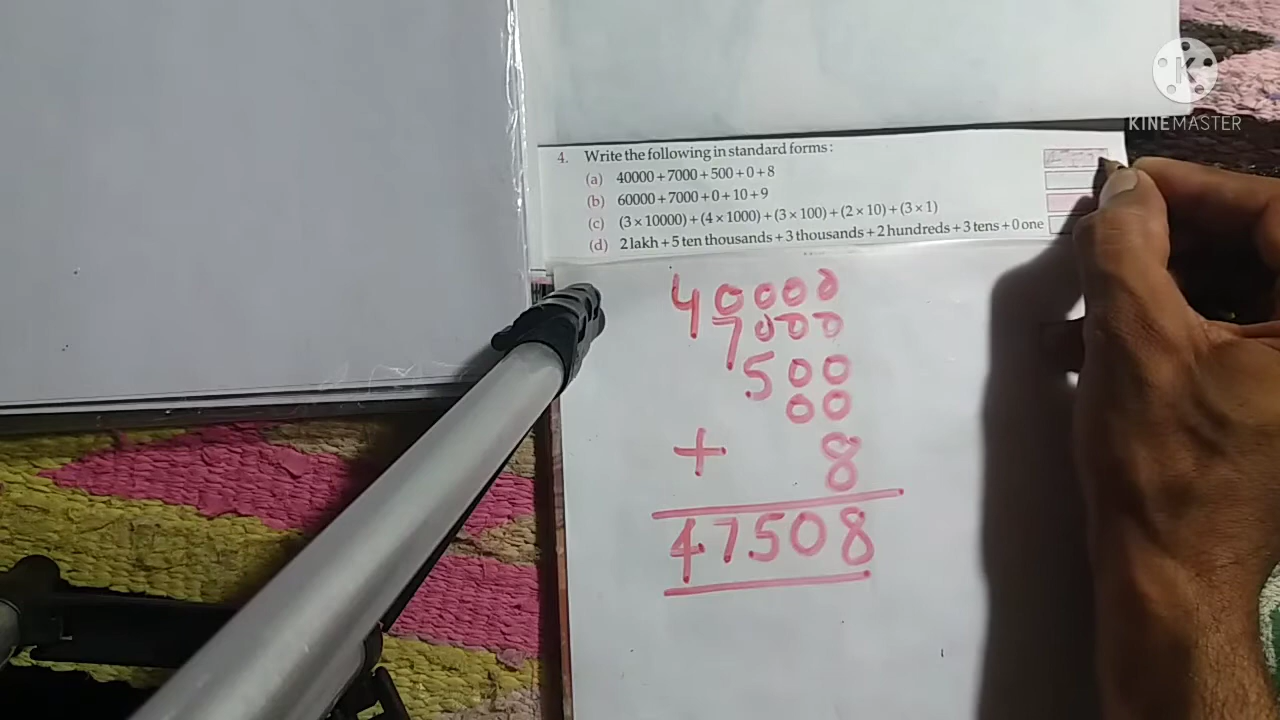 KINEMASTER
4. Write the following in standard forms:
(a) 40000+7000+500+0+8
(b) 60000+7000+0+10+9
(c) (3×10000)+(4×1000)+(3×100)+(2×10)+(3×1)
(d) 2 lakh+5 ten thousands+3 thousands+2 hundreds+3 tens+0 one
40000
7000
500
00
+ 8
47508